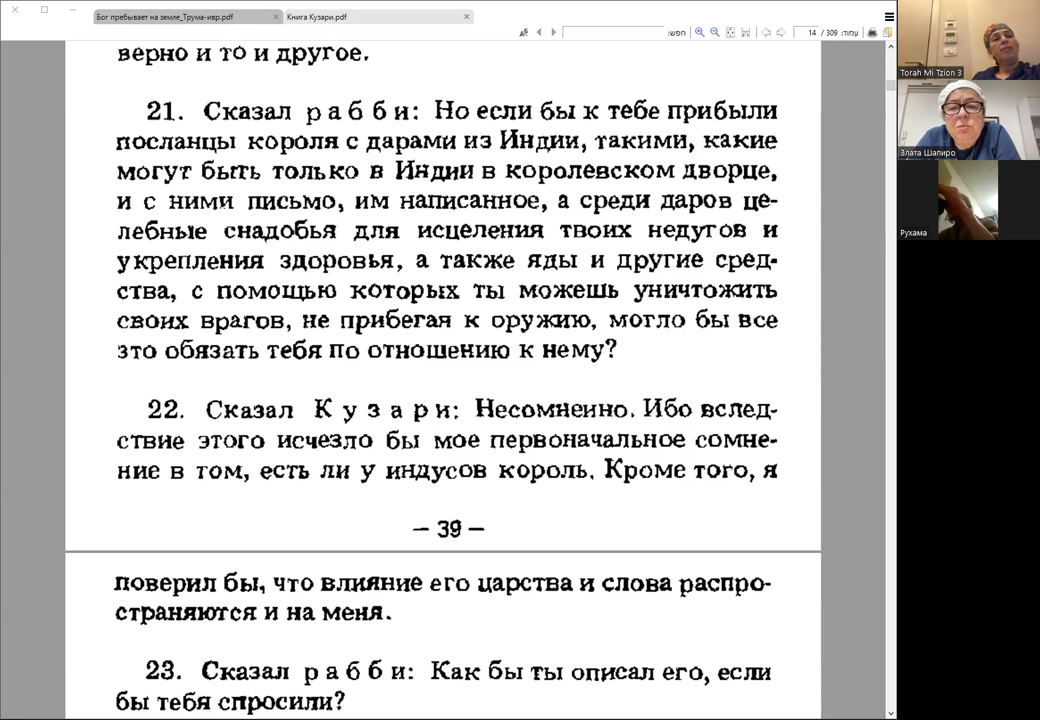 Бог пребывает на земле_Трума-ивр.pdf
Книга Кузари.pdf
עמוד: 14 / 309
חפש:
верно и то и другое.
21. Сказал рабби: Но если бы к тебе прибыли
посланцы короля с дарами из Индии, такими, какие
могут быть только в Индии в королевском дворце,
и с ними письмо, им написанное, а среди даров це-
лебные снадобья для исцеления твоих недугов и
укрепления здоровья, а также яды и другие сред-
ства, с помощью которых ты можешь уничтожить
своих врагов, не прибегая к оружию, могло бы все
это обязать тебя по отношению к нему?
22. Сказал Кузари: Несомненно. Ибо вслед-
ствие этого исчезло бы мое первоначальное сомне-
ние в том, есть ли у индусов король. Кроме того, я
— 39 —
поверил бы, что влияние его царства и слова распро-
страняются и на меня.
23. Сказал рабби: Как бы ты описал его, если
бы тебя спросили?
Torah Mi Tzion 3
Злата Шапиро
Рухама